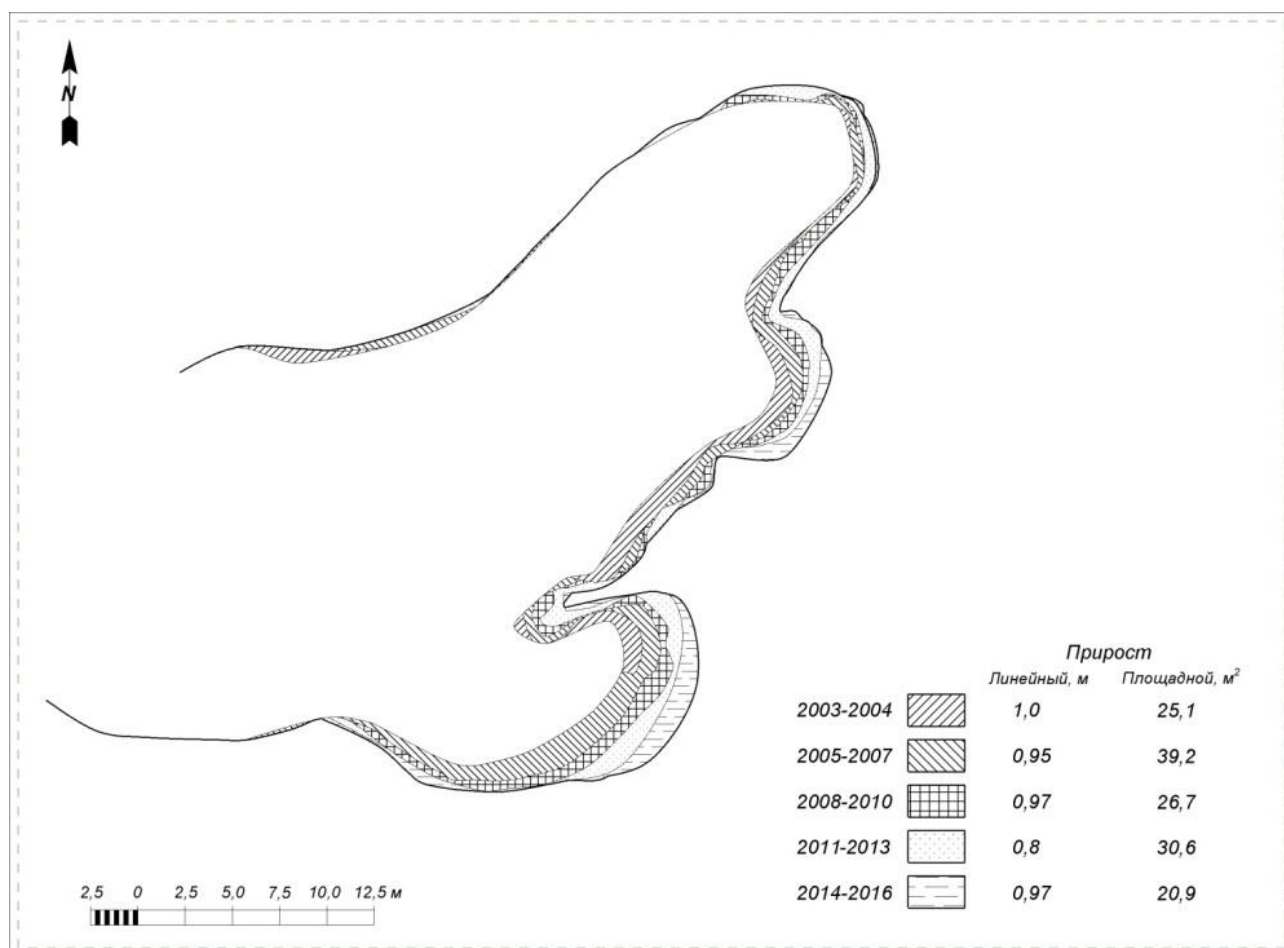 N
Прирост
Линейный, м Площадной, м²
2003-2004 1,0 25,1
2005-2007 0,95 39,2
2008-2010 0,97 26,7
2011-2013 0,8 30,6
2014-2016 0,97 20,9
2,5 0 2,5 5,0 7,5 10,0 12,5 м